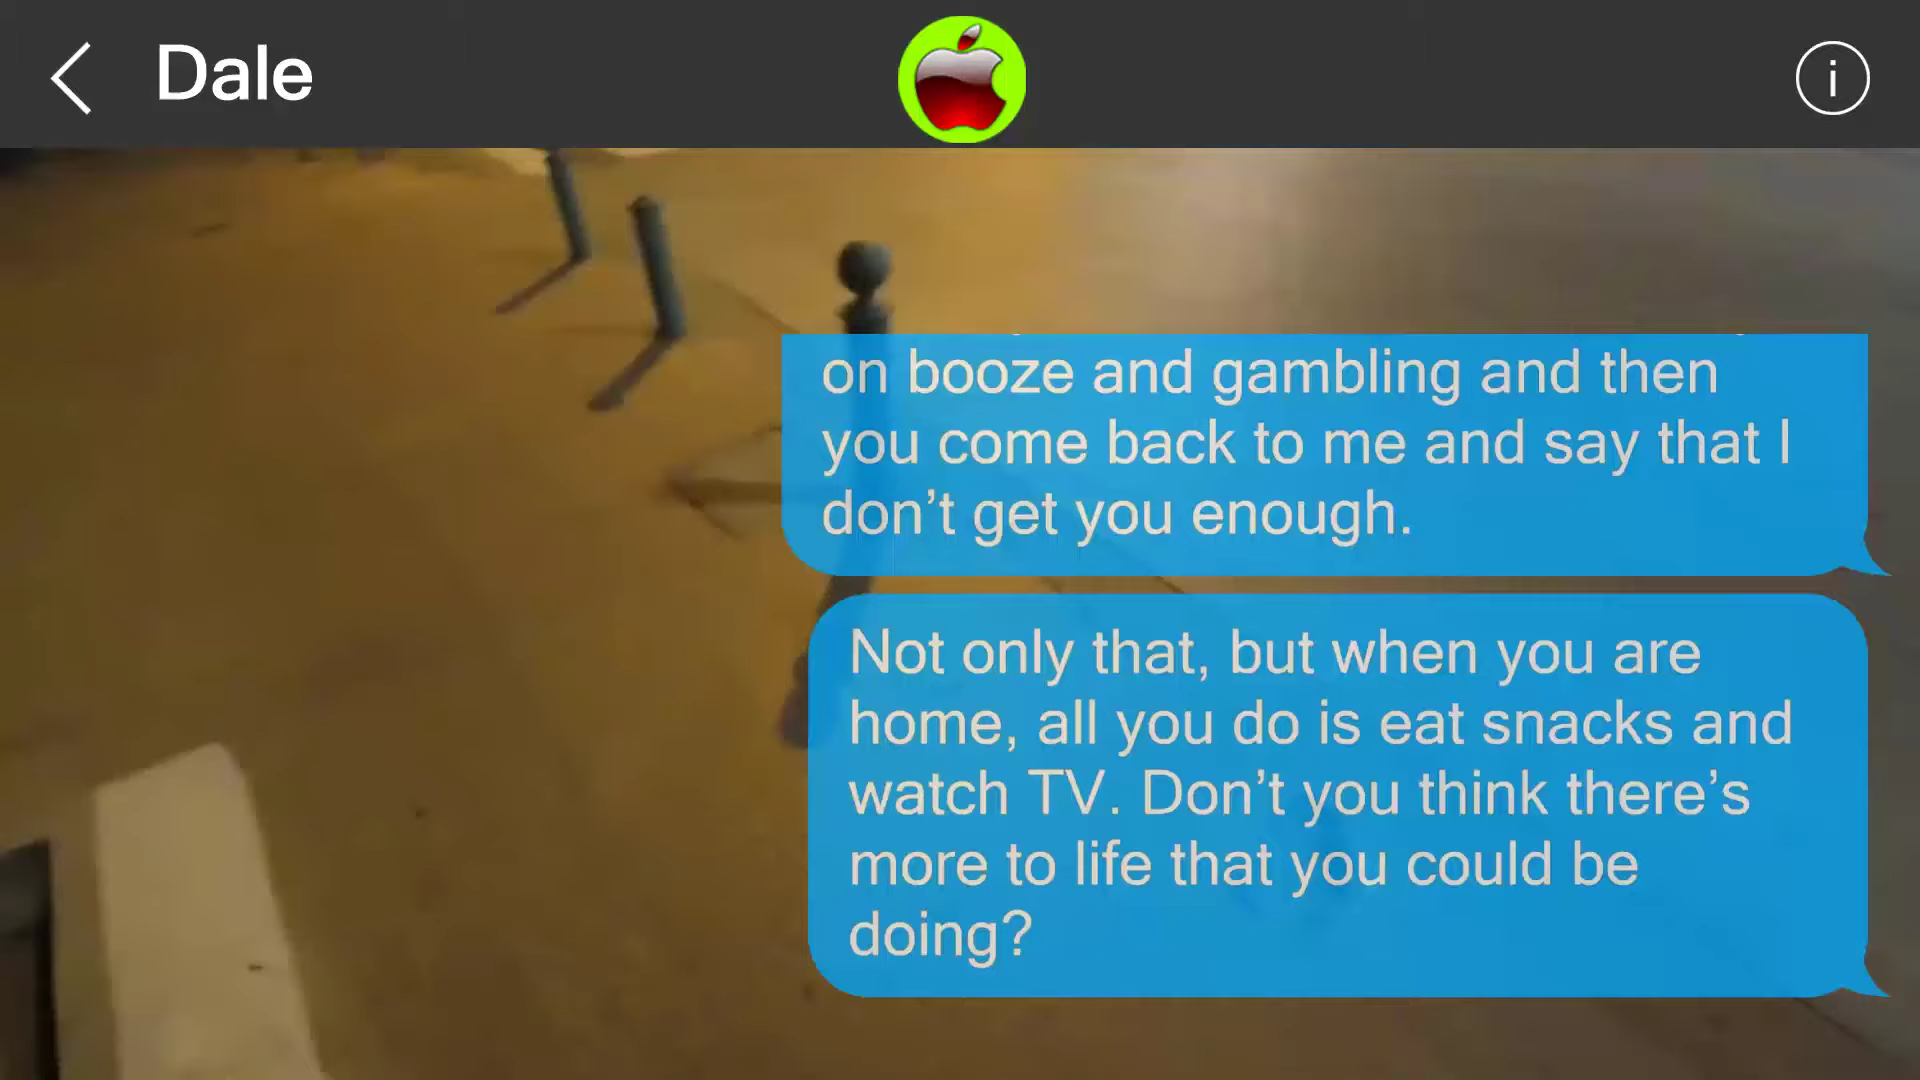 Dale
i
on booze and gambling and then
you come back to me and say that I
don’t get you enough.
Not only that, but when you are
home, all you do is eat snacks and
watch TV. Don’t you think there’s
more to life that you could be
doing?